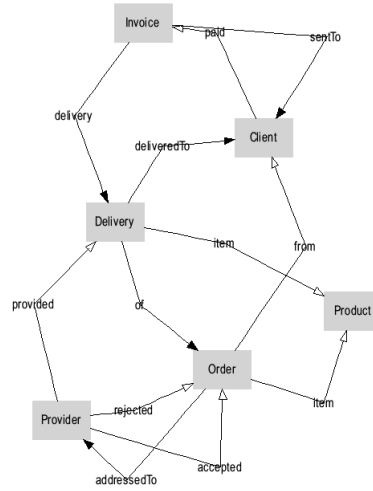 Invoice
paid
sentTo
delivery
Client
deliveredTo
Delivery
item
from
provided
of
Product
Order
rejected
item
Provider
accepted
addressedTo